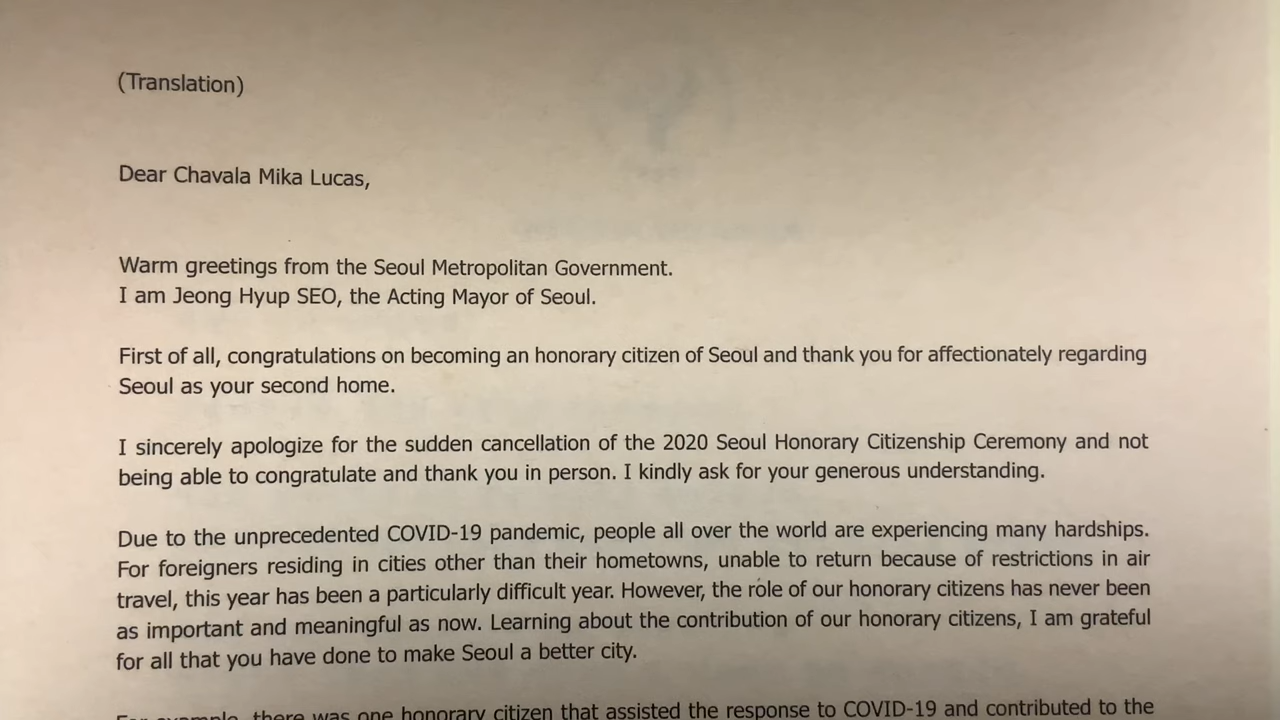 (Translation)
Dear Chavala Mika Lucas,
Warm greetings from the Seoul Metropolitan Government.
I am Jeong Hyup SEO, the Acting Mayor of Seoul.
First of all, congratulations on becoming an honorary citizen of Seoul and thank you for affectionately regarding
Seoul as your second home.
I sincerely apologize for the sudden cancellation of the 2020 Seoul Honorary Citizenship Ceremony and not
being able to congratulate and thank you in person. I kindly ask for your generous understanding.
Due to the unprecedented COVID-19 pandemic, people all over the world are experiencing many hardships.
For foreigners residing in cities other than their hometowns, unable to return because of restrictions in air
travel, this year has been a particularly difficult year. However, the role of our honorary citizens has never been
as important and meaningful as now. Learning about the contribution of our honorary citizens, I am grateful
for all that you have done to make Seoul a better city.
For example, there was one honorary citizen that assisted the response to COVID-19 and contributed to the